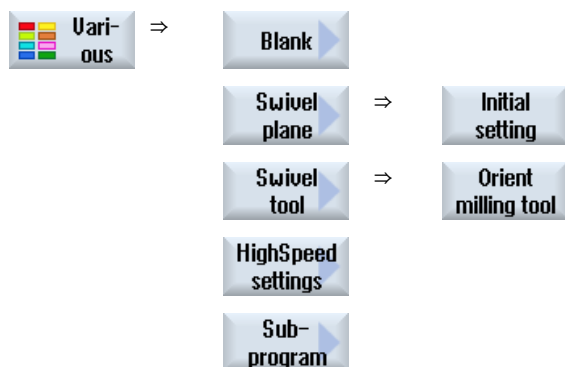 Vari-
ous
⇒
Blank
Swivel
plane
⇒
Initial
setting
Swivel
tool
⇒
Orient
milling tool
HighSpeed
settings
Sub-
program